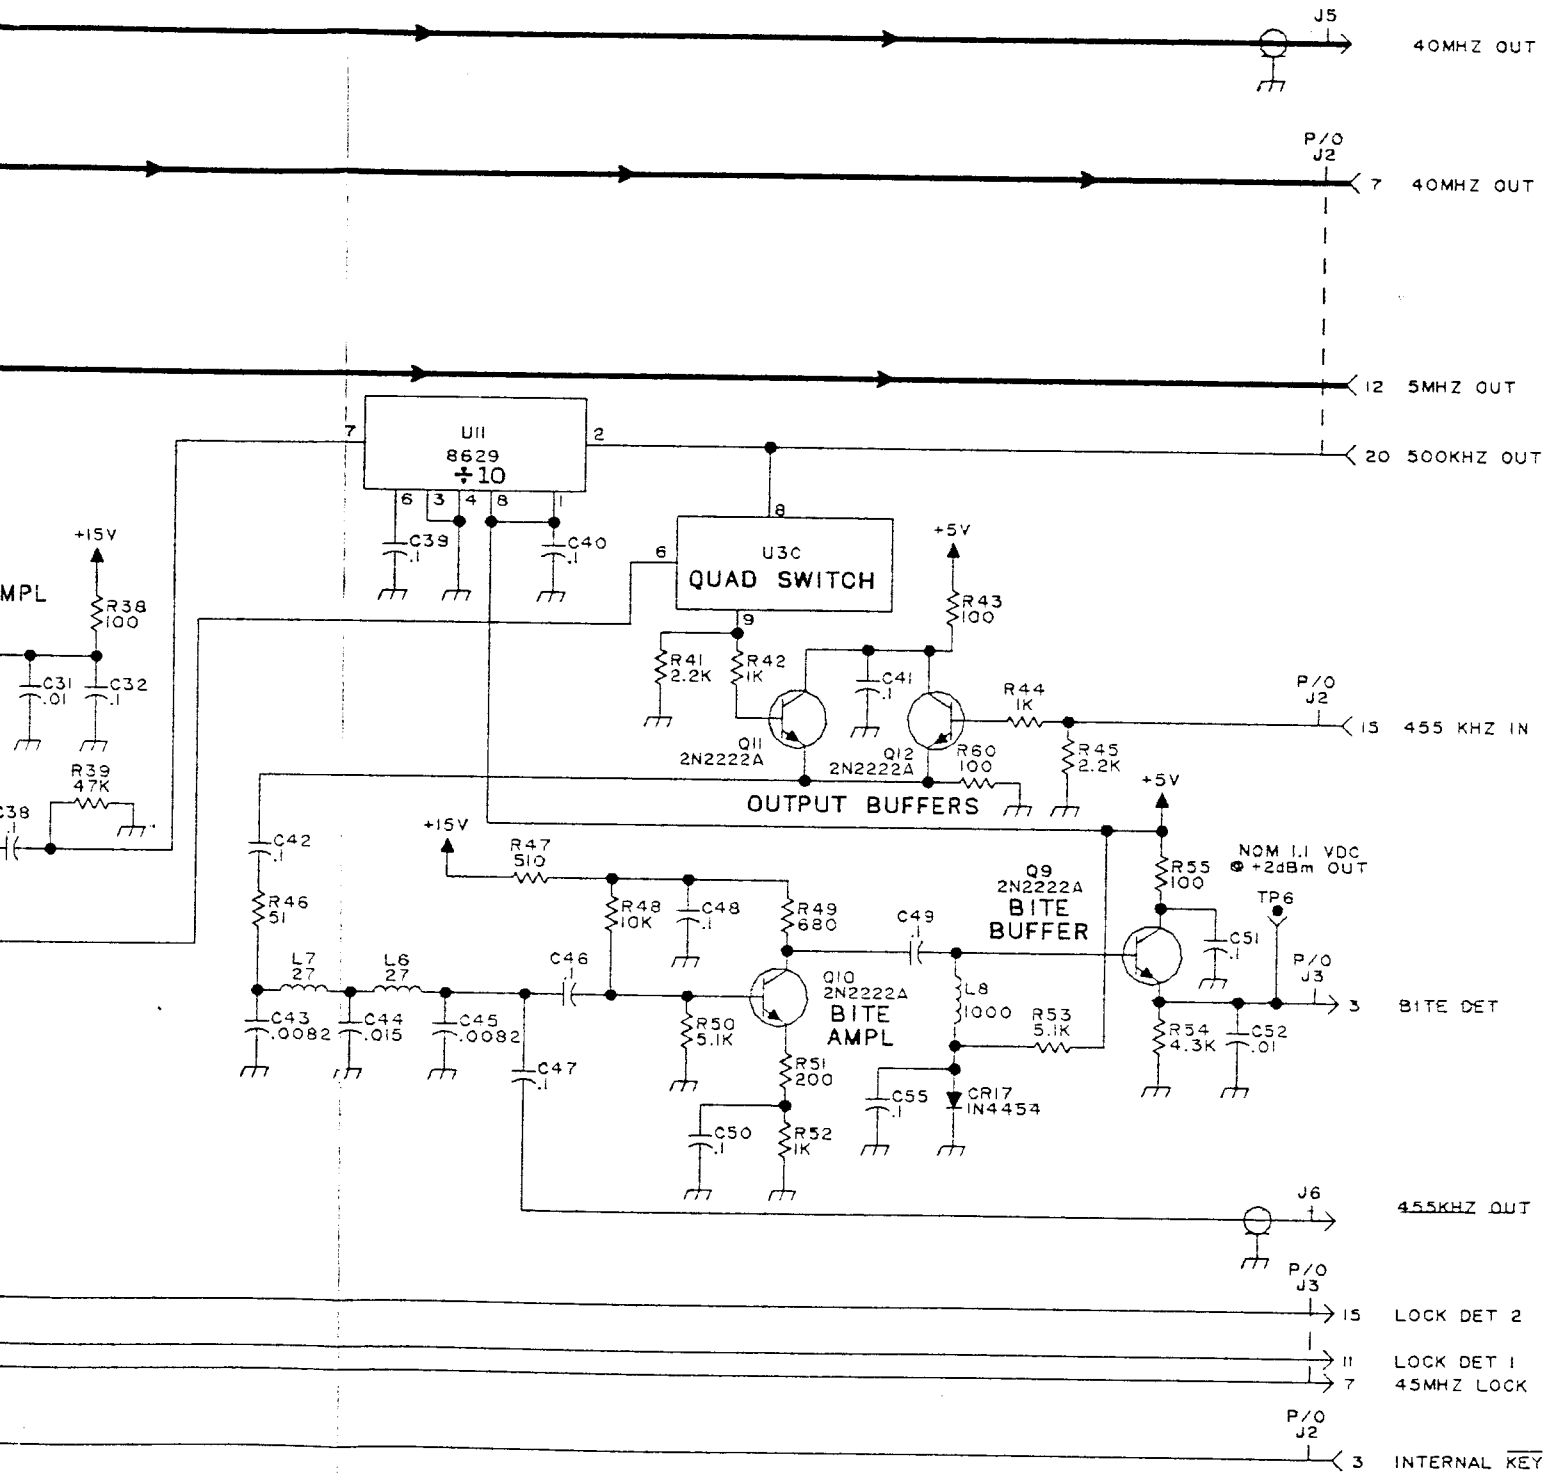 J5
40MHZ OUT
P/O
J2
7 40MHZ OUT
12 5MHZ OUT
7
U11
8629
÷10
2
20 500KHZ OUT
6 3 4 8 1
C39
.1
C40
.1
8
6
U3C
QUAD SWITCH
9
+5V
R43
100
+15V
MPL
R38
100
C31
.01
C32
.1
R39
47K
C38
.1
R41
2.2K
R42
1K
C41
.1
R44
1K
P/O
J2
15 455 KHZ IN
Q11
2N2222A
Q12
2N2222A
R60
100
R45
2.2K
OUTPUT BUFFERS
+5V
C42
.1
+15V
R47
510
R46
51
R48
10K
C48
.1
R49
680
C49
.1
Q9
2N2222A
BITE
BUFFER
R55
100
NOM 1.1 VDC
@ +2dBm OUT
TP6
C51
.1
P/O
J3
3 BITE DET
L7
27
L6
27
C46
.1
Q10
2N2222A
BITE
AMPL
L8
1000
R53
5.1K
C43
.0082
C44
.015
C45
.0082
R50
5.1K
R54
4.3K
C52
.01
C47
.1
R51
200
C55
.1
CR17
1N4454
C50
.1
R52
1K
J6
455KHZ OUT
P/O
J3
15 LOCK DET 2
11 LOCK DET 1
7 45MHZ LOCK
P/O
J2
3 INTERNAL KEY